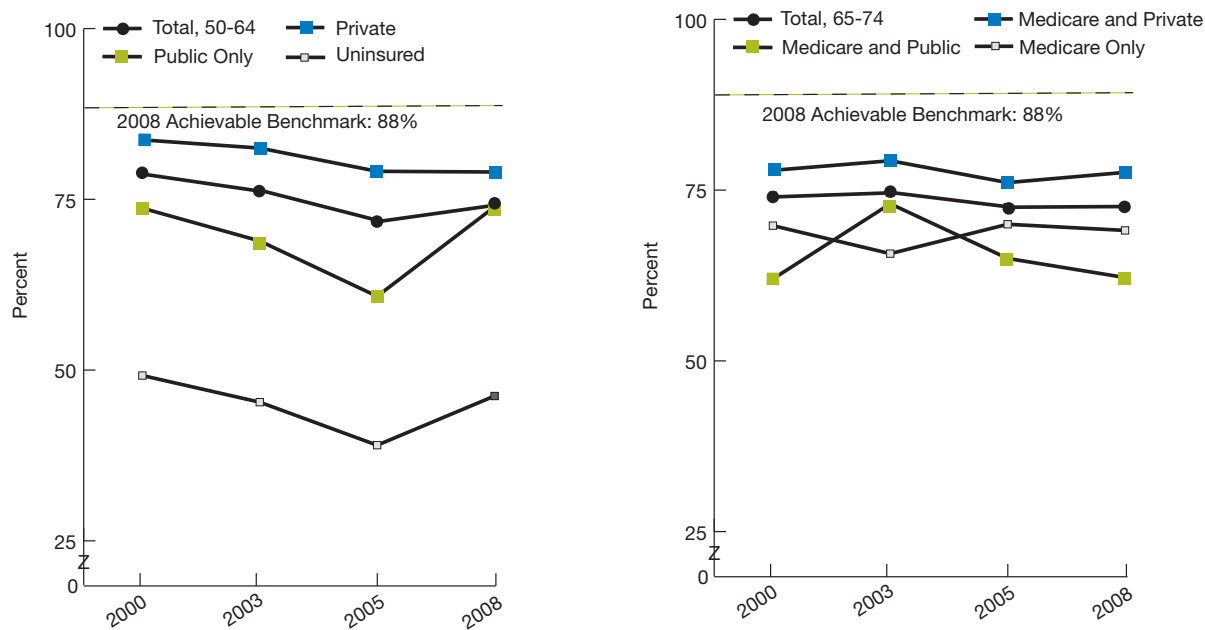 Total, 50-64
Private
Public Only
Uninsured
2008 Achievable Benchmark: 88%
Percent
100
75
50
25
Z
0
2000
2003
2005
2008
Total, 65-74
Medicare and Private
Medicare and Public
Medicare Only
2008 Achievable Benchmark: 88%
Percent
100
75
50
25
Z
0
2000
2003
2005
2008